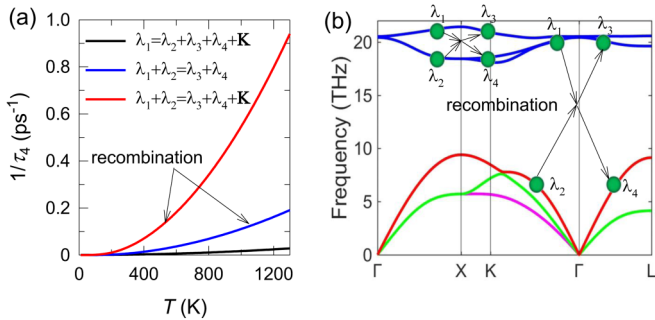 (a)
1.0
0.8
0.6
0.4
0.2
0
1/τ₄ (ps⁻¹)
λ₁=λ₂+λ₃+λ₄+K
λ₁+λ₂=λ₃+λ₄
λ₁+λ₂=λ₃+λ₄+K
recombination
0 400 800 1200
T (K)
(b)
20
15
10
5
0
Frequency (THz)
λ₁ λ₃ λ₁ λ₃
λ₂ λ₄
recombination
λ₂ λ₄
Γ X K Γ L